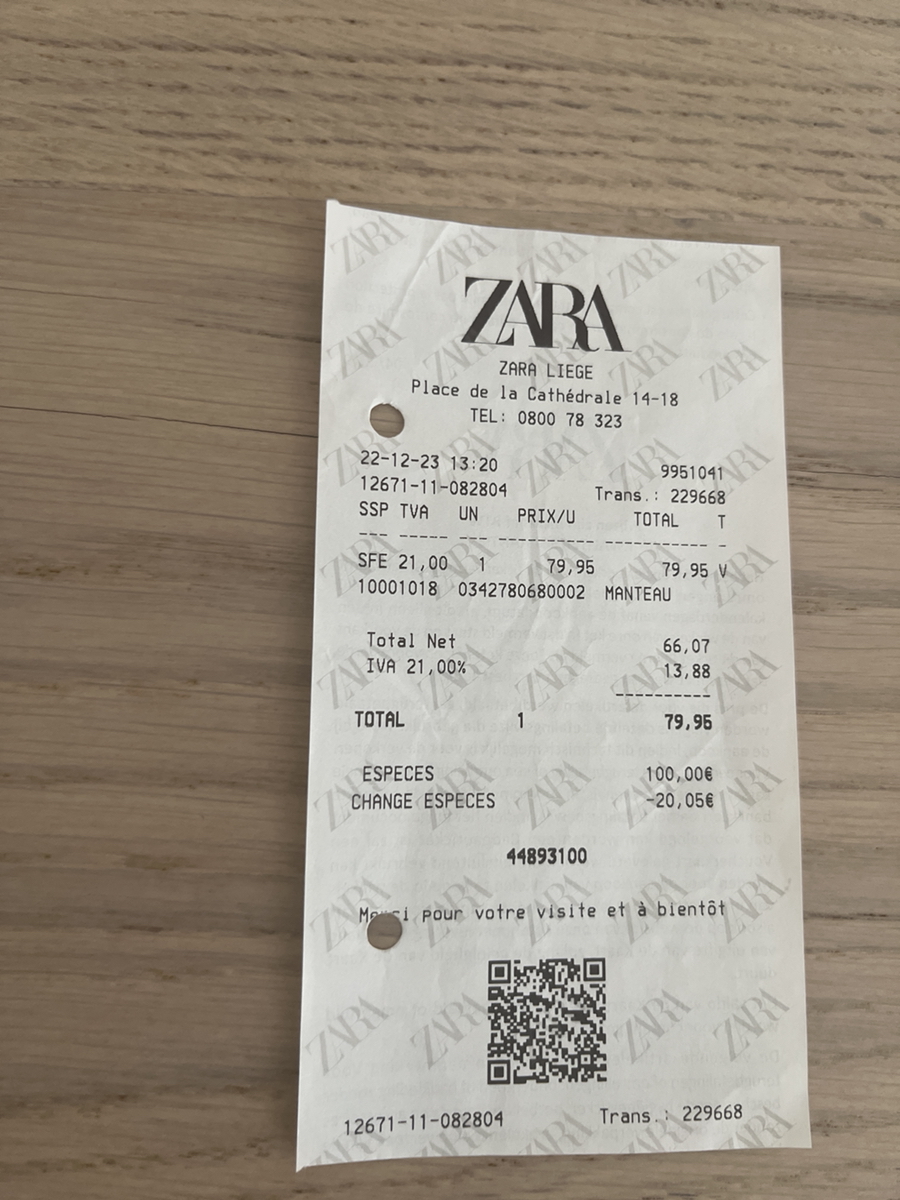 ZARA
ZARA LIEGE
Place de la Cathédrale 14-18
TEL: 0800 78 323
22-12-23 13:20 9951041
12671-11-082804 Trans.: 229668
SSP TVA UN PRIX/U TOTAL T
--- ----- --- ---------- ----------- -
SFE 21,00 1 79,95 79,95 V
10001018 0342780680002 MANTEAU
Total Net 66,07
IVA 21,00% 13,88
----------
TOTAL 1 79,95
ESPECES 100,00€
CHANGE ESPECES -20,05€
44893100
pour votre visite et à bientôt
12671-11-082804 Trans.: 229668